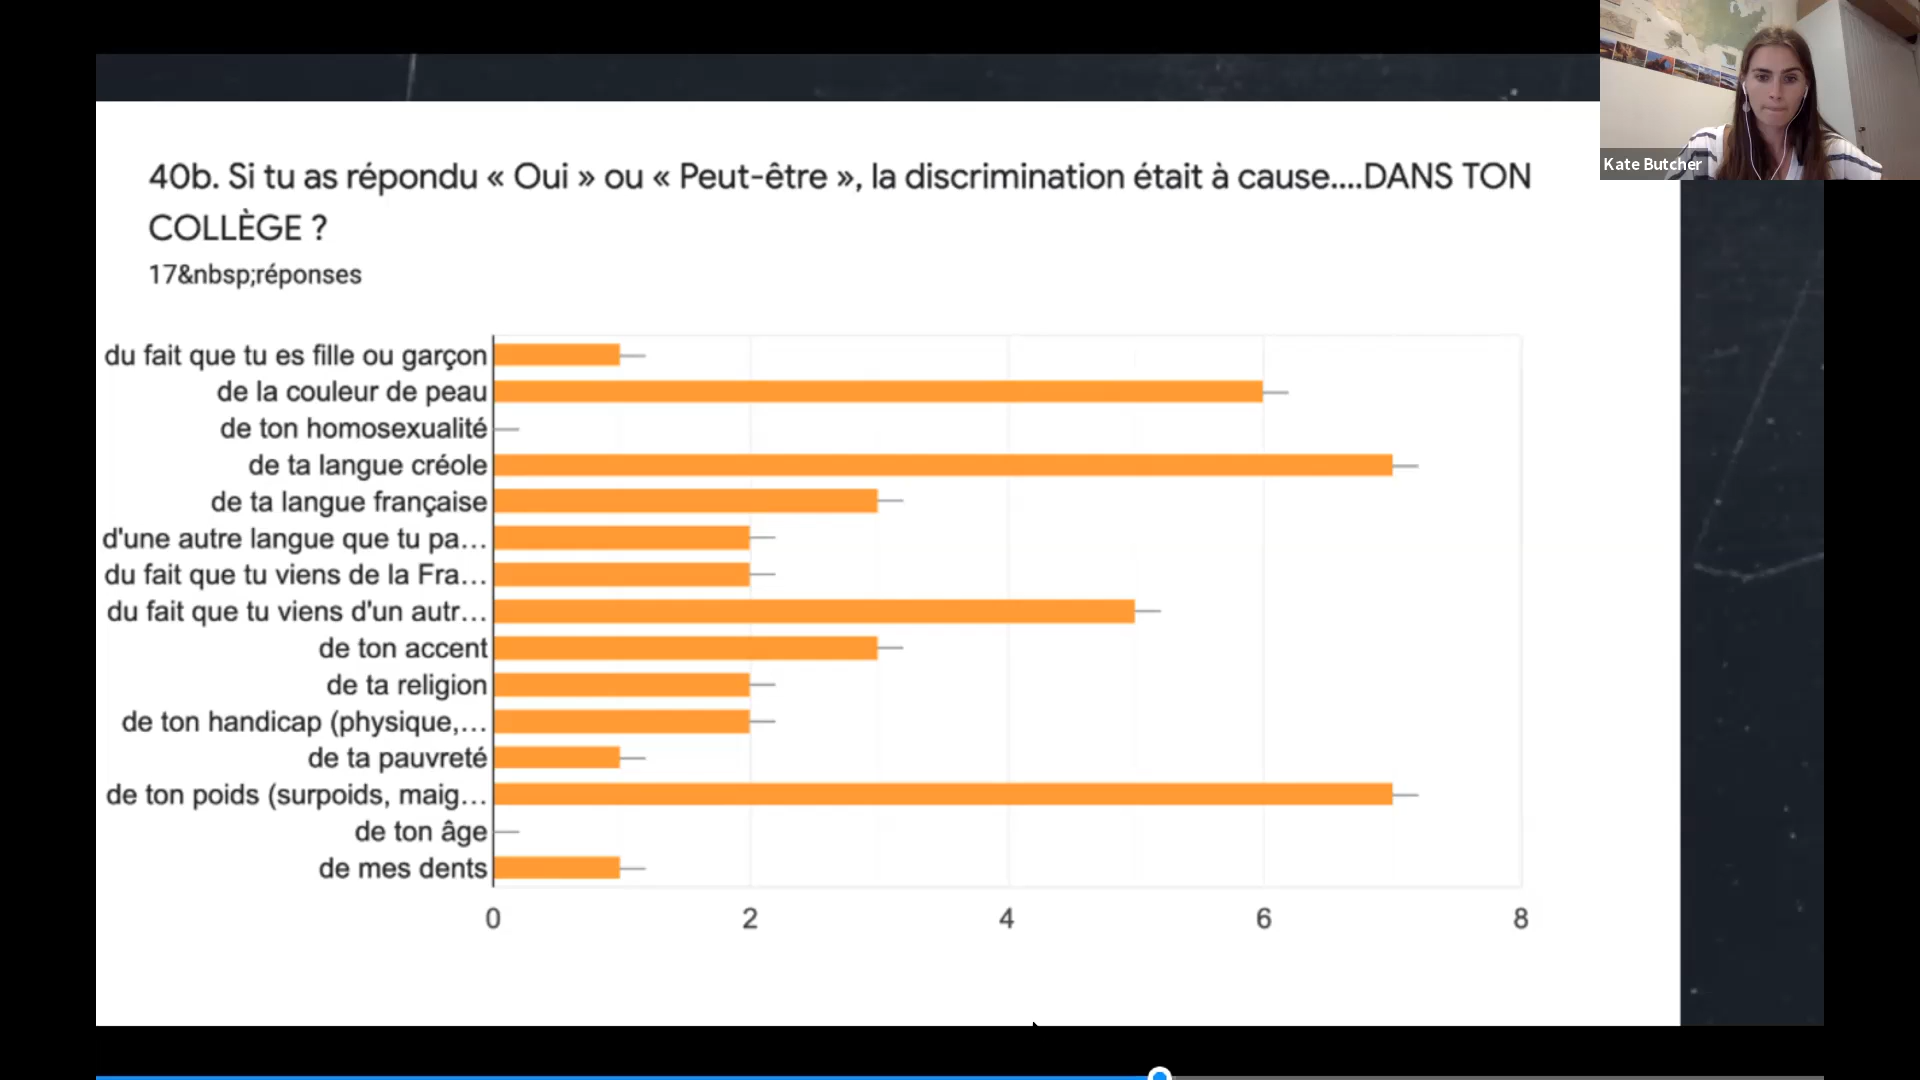 40b. Si tu as répondu « Oui » ou « Peut-être », la discrimination était à cause....DANS TON
COLLÈGE ?
17&nbsp;réponses
du fait que tu es fille ou garçon
de la couleur de peau
de ton homosexualité
de ta langue créole
de ta langue française
d'une autre langue que tu pa…
du fait que tu viens de la Fra…
du fait que tu viens d'un autr…
de ton accent
de ta religion
de ton handicap (physique,…
de ta pauvreté
de ton poids (surpoids, maig…
de ton âge
de mes dents
0 2 4 6 8
Kate Butcher